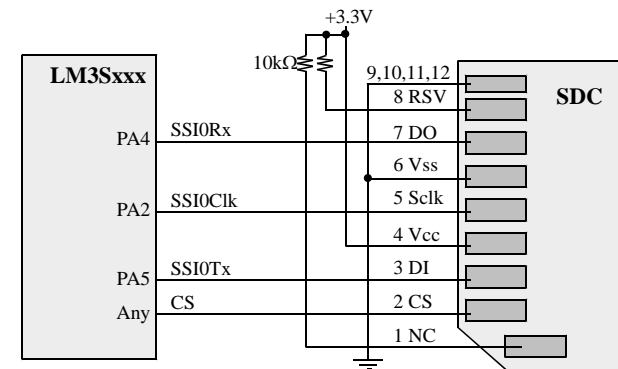 +3.3V
LM3Sxxx
10kΩ
9,10,11,12
SDC
8 RSV
PA4 SSI0Rx 7 DO
6 Vss
PA2 SSI0Clk 5 Sclk
4 Vcc
PA5 SSI0Tx 3 DI
Any CS 2 CS
1 NC